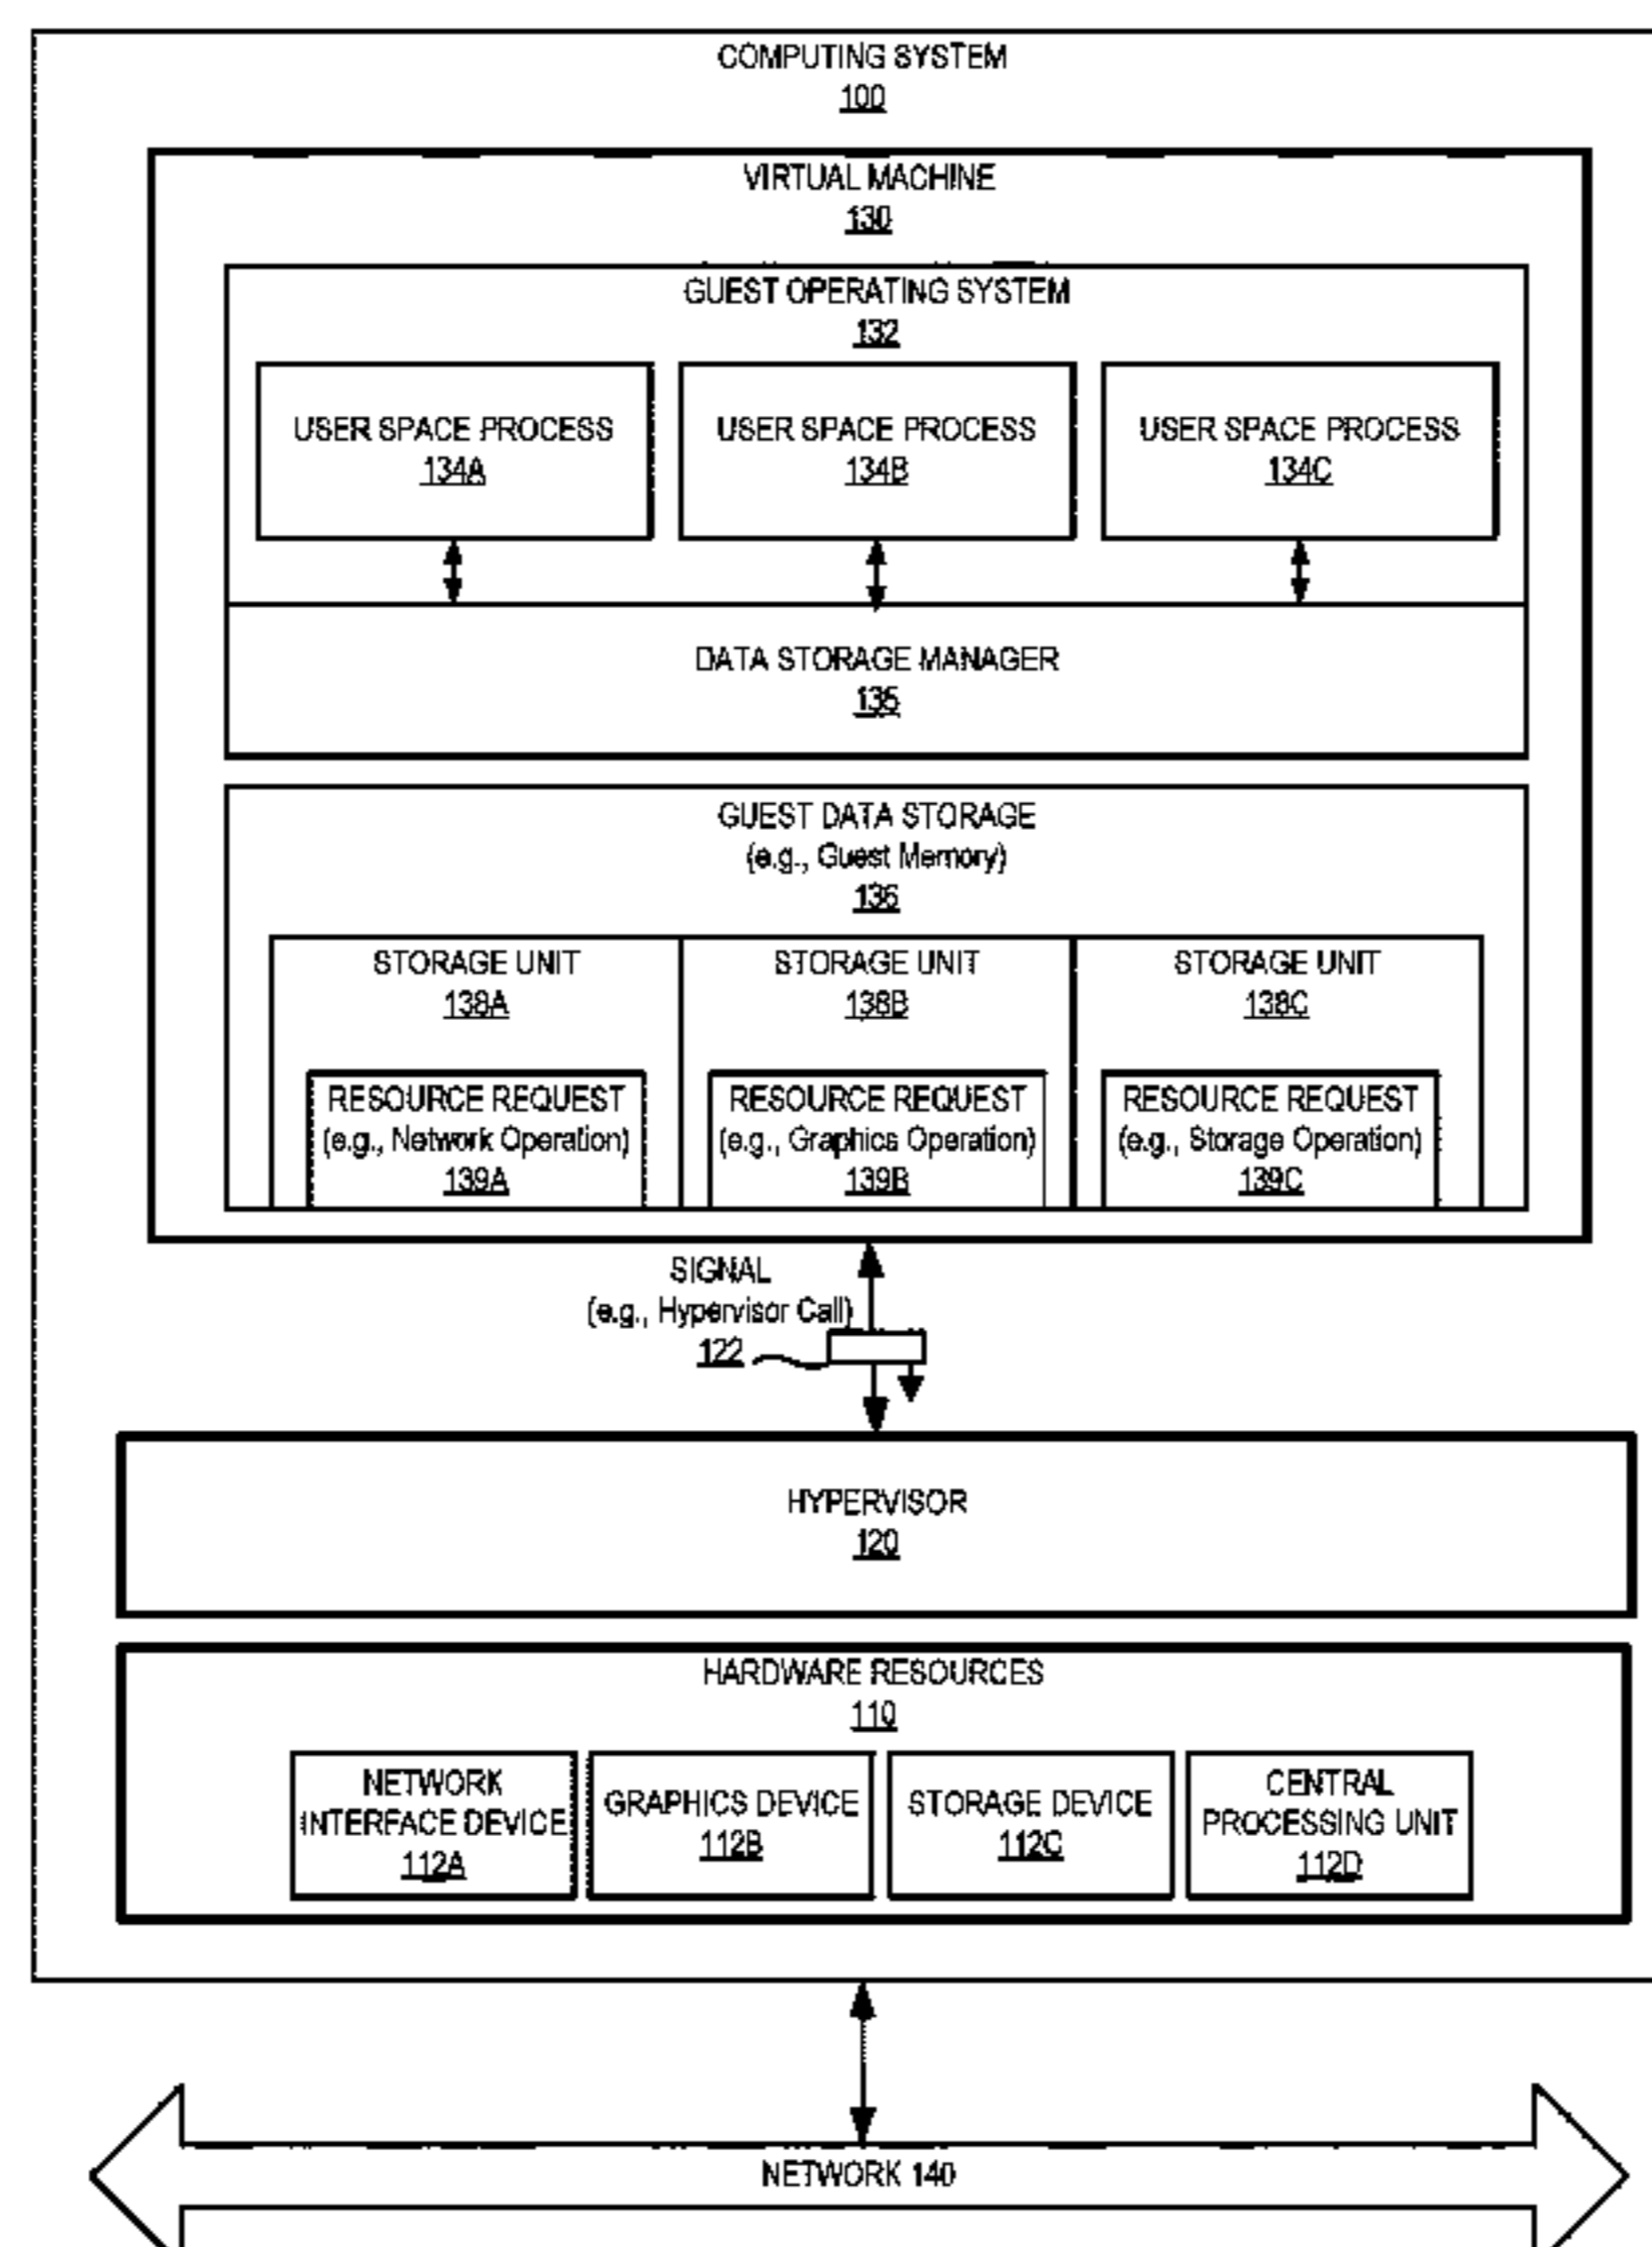 COMPUTING SYSTEM
100
VIRTUAL MACHINE
130
GUEST OPERATING SYSTEM
132
USER SPACE PROCESS
134A
USER SPACE PROCESS
134B
USER SPACE PROCESS
134C
DATA STORAGE MANAGER
135
GUEST DATA STORAGE
(e.g., Guest Memory)
136
STORAGE UNIT
138A
STORAGE UNIT
138B
STORAGE UNIT
138C
RESOURCE REQUEST
(e.g., Network Operation)
139A
RESOURCE REQUEST
(e.g., Graphics Operation)
139B
RESOURCE REQUEST
(e.g., Storage Operation)
139C
SIGNAL
(e.g., Hypervisor Call)
122
HYPERVISOR
120
HARDWARE RESOURCES
110
NETWORK
INTERFACE DEVICE
112A
GRAPHICS DEVICE
112B
STORAGE DEVICE
112C
CENTRAL
PROCESSING UNIT
112D
NETWORK 140